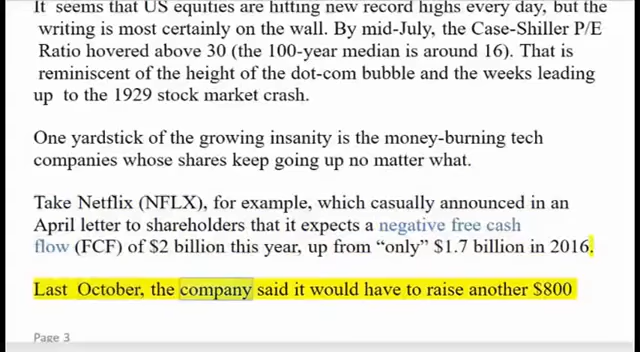 It seems that US equities are hitting new record highs every day, but the
writing is most certainly on the wall. By mid-July, the Case-Shiller P/E
Ratio hovered above 30 (the 100-year median is around 16). That is
reminiscent of the height of the dot-com bubble and the weeks leading
up to the 1929 stock market crash.
One yardstick of the growing insanity is the money-burning tech
companies whose shares keep going up no matter what.
Take Netflix (NFLX), for example, which casually announced in an
April letter to shareholders that it expects a negative free cash
flow (FCF) of $2 billion this year, up from “only” $1.7 billion in 2016.
Last October, the company said it would have to raise another $800
Page 3